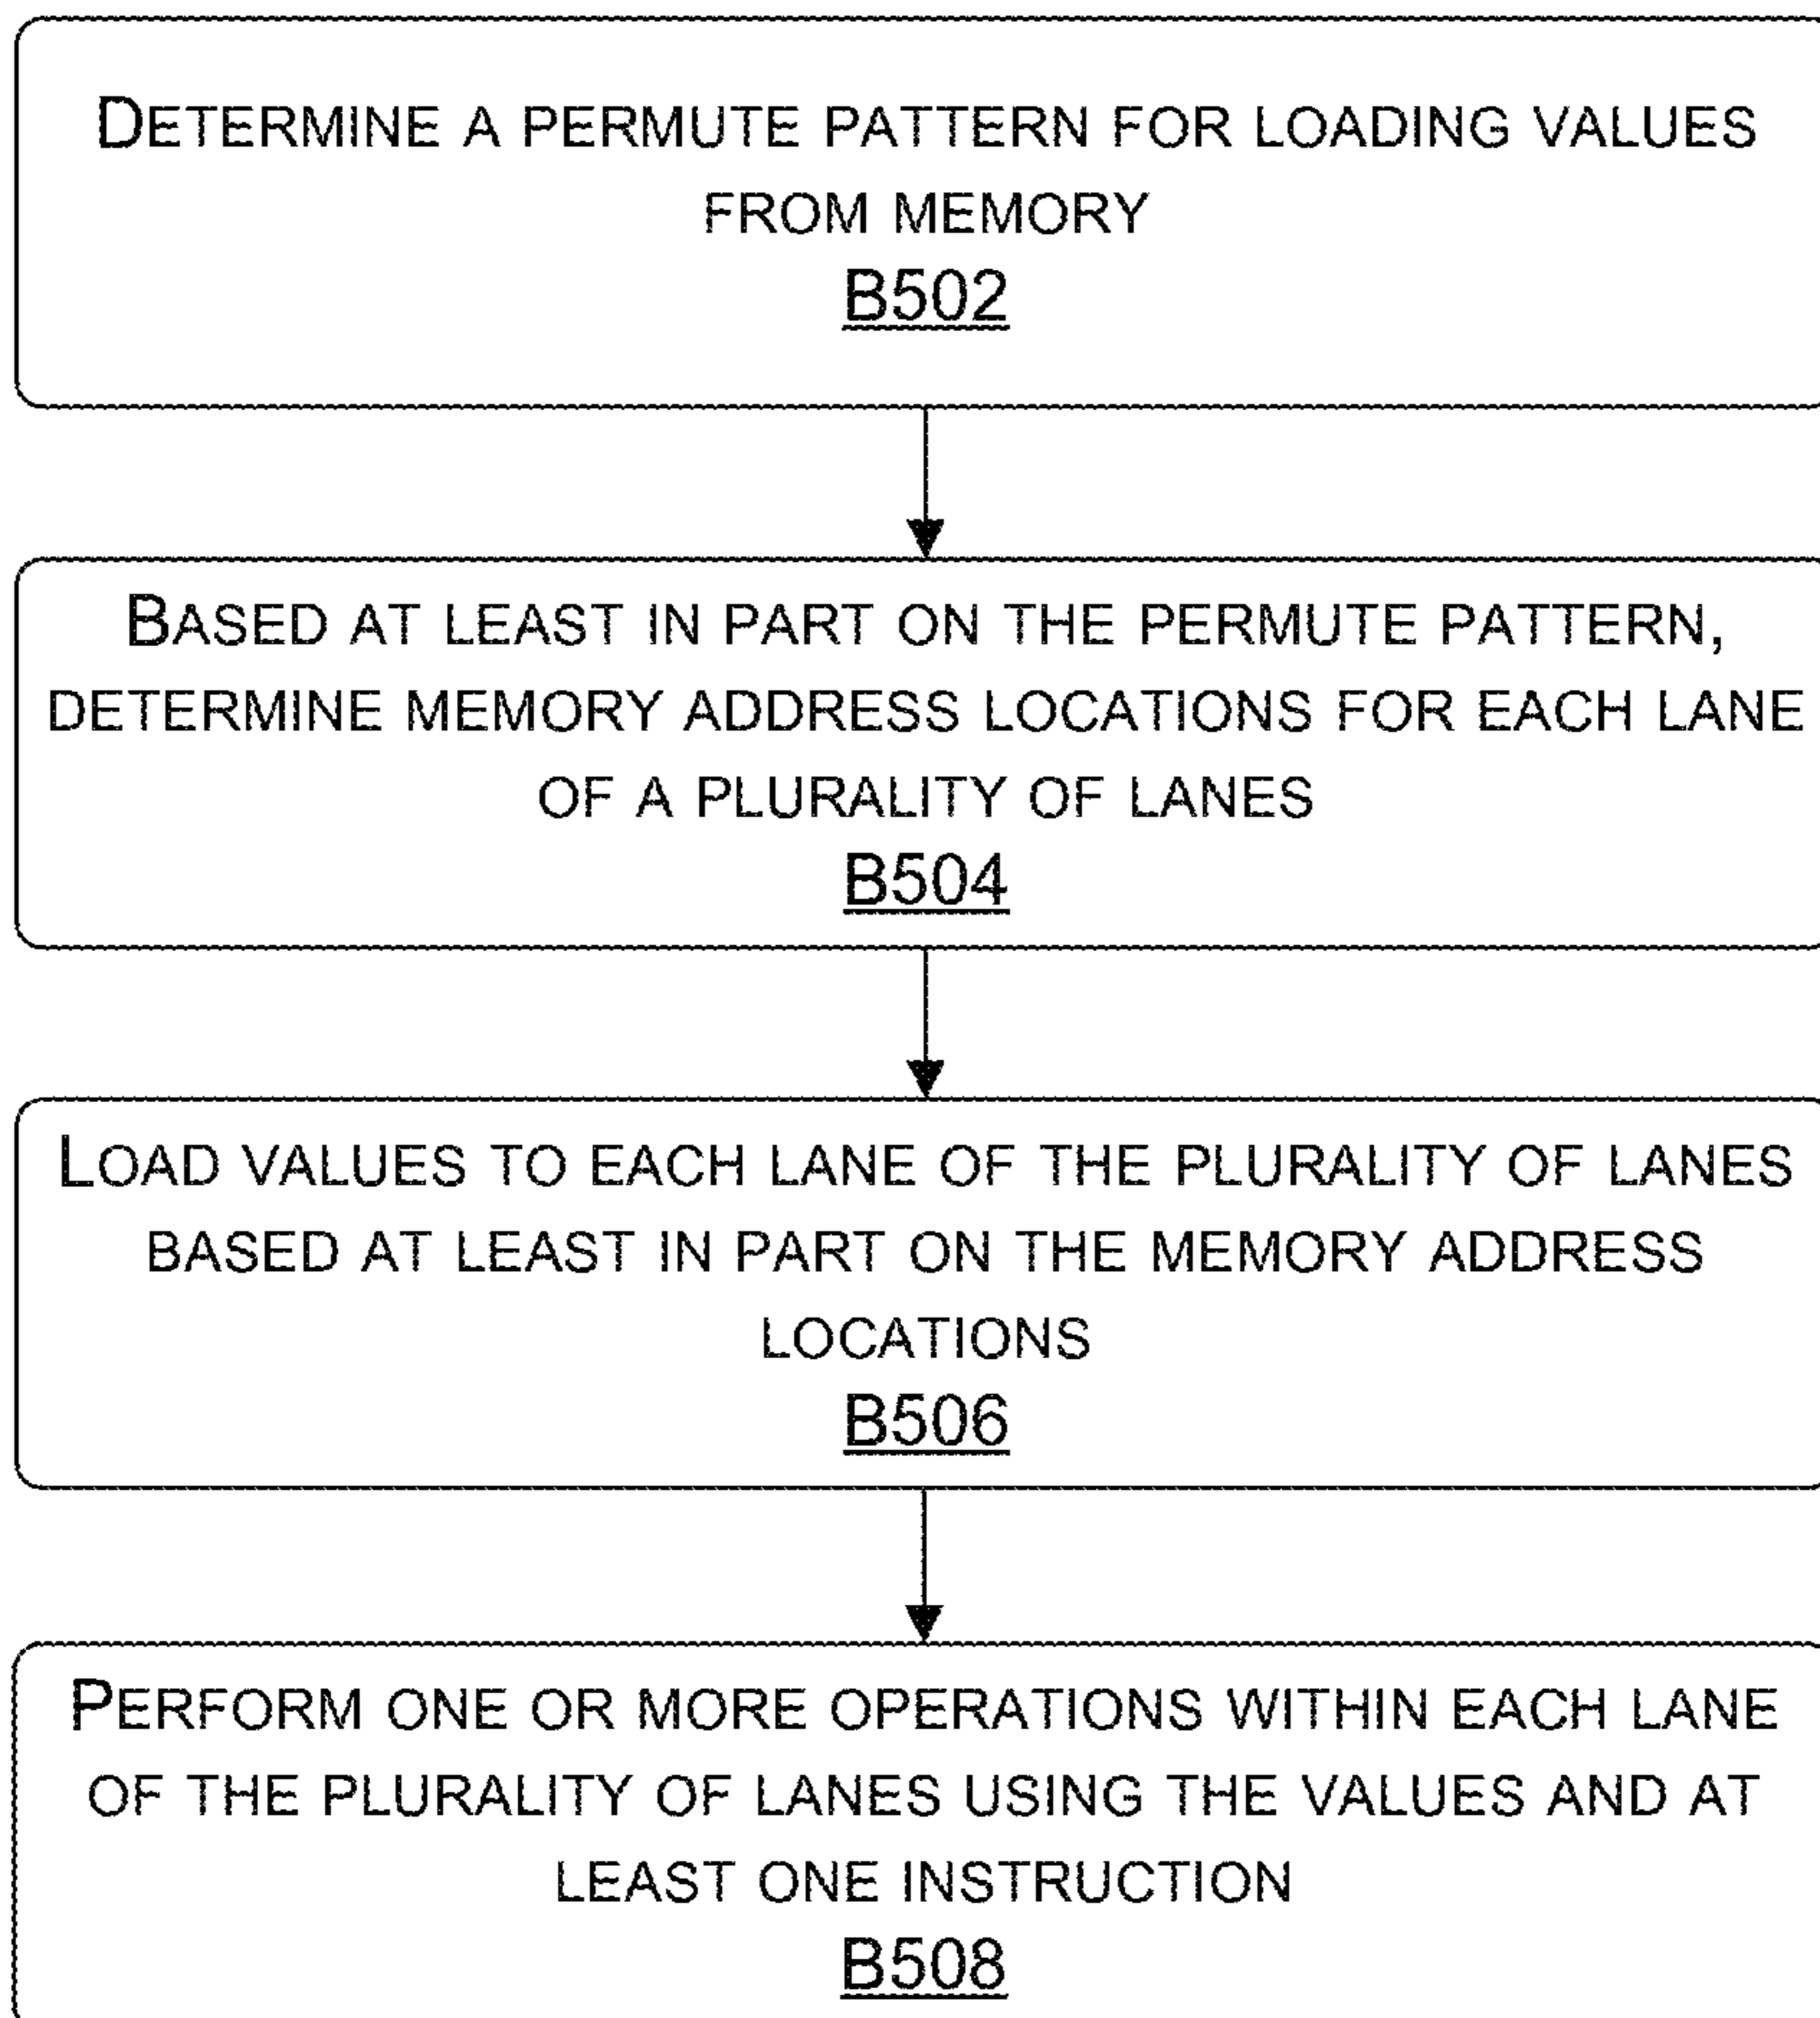 DETERMINE A PERMUTE PATTERN FOR LOADING VALUES
FROM MEMORY
B502
BASED AT LEAST IN PART ON THE PERMUTE PATTERN,
DETERMINE MEMORY ADDRESS LOCATIONS FOR EACH LANE
OF A PLURALITY OF LANES
B504
LOAD VALUES TO EACH LANE OF THE PLURALITY OF LANES
BASED AT LEAST IN PART ON THE MEMORY ADDRESS
LOCATIONS
B506
PERFORM ONE OR MORE OPERATIONS WITHIN EACH LANE
OF THE PLURALITY OF LANES USING THE VALUES AND AT
LEAST ONE INSTRUCTION
B508